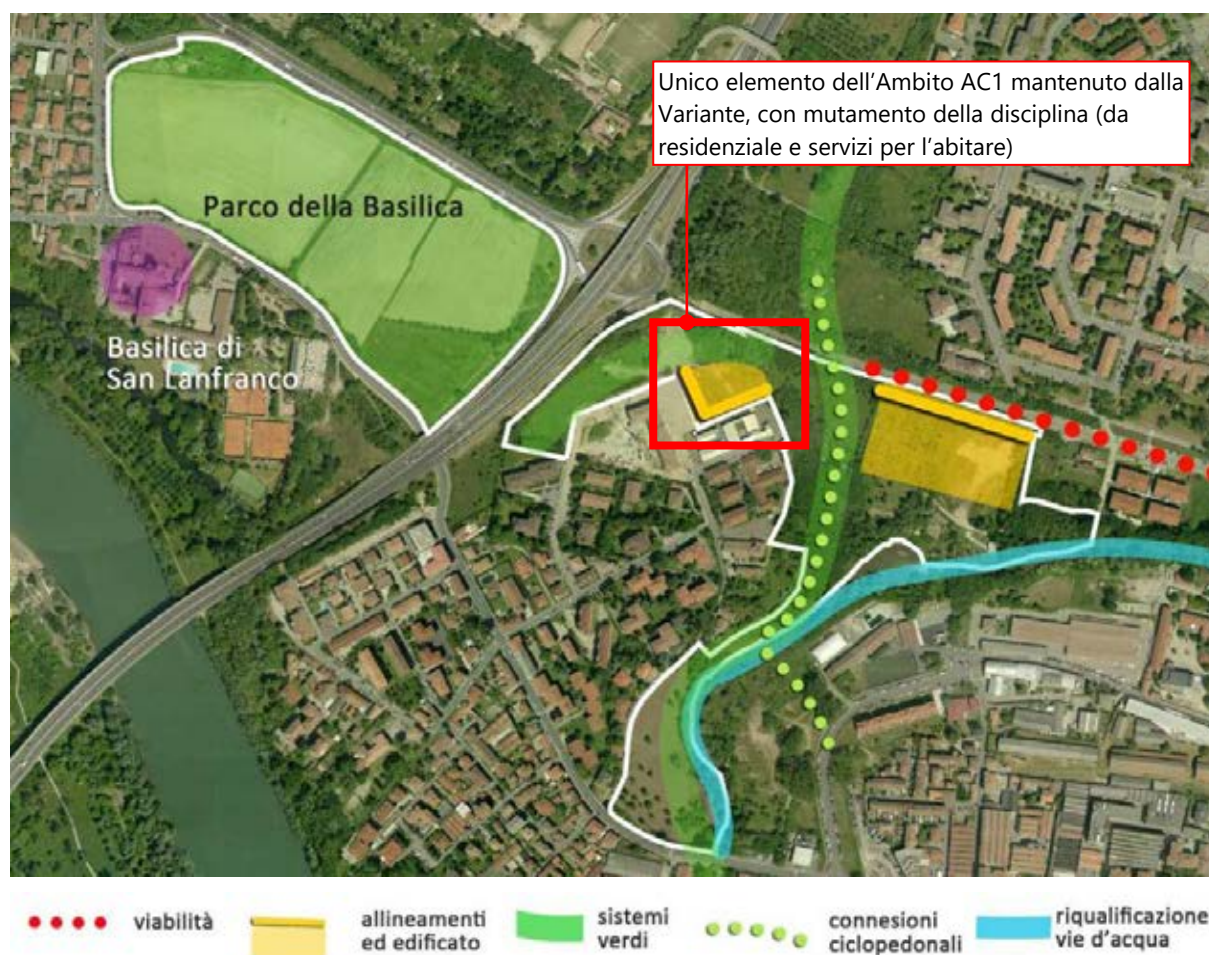 Unico elemento dell'Ambito AC1 mantenuto dalla
Variante, con mutamento della disciplina (da
residenziale e servizi per l'abitare)
Parco della Basilica
Basilica di
San Lanfranco
viabilità
allineamenti
ed edificato
sistemi
verdi
connesioni
ciclopedonali
riqualificazione
vie d'acqua